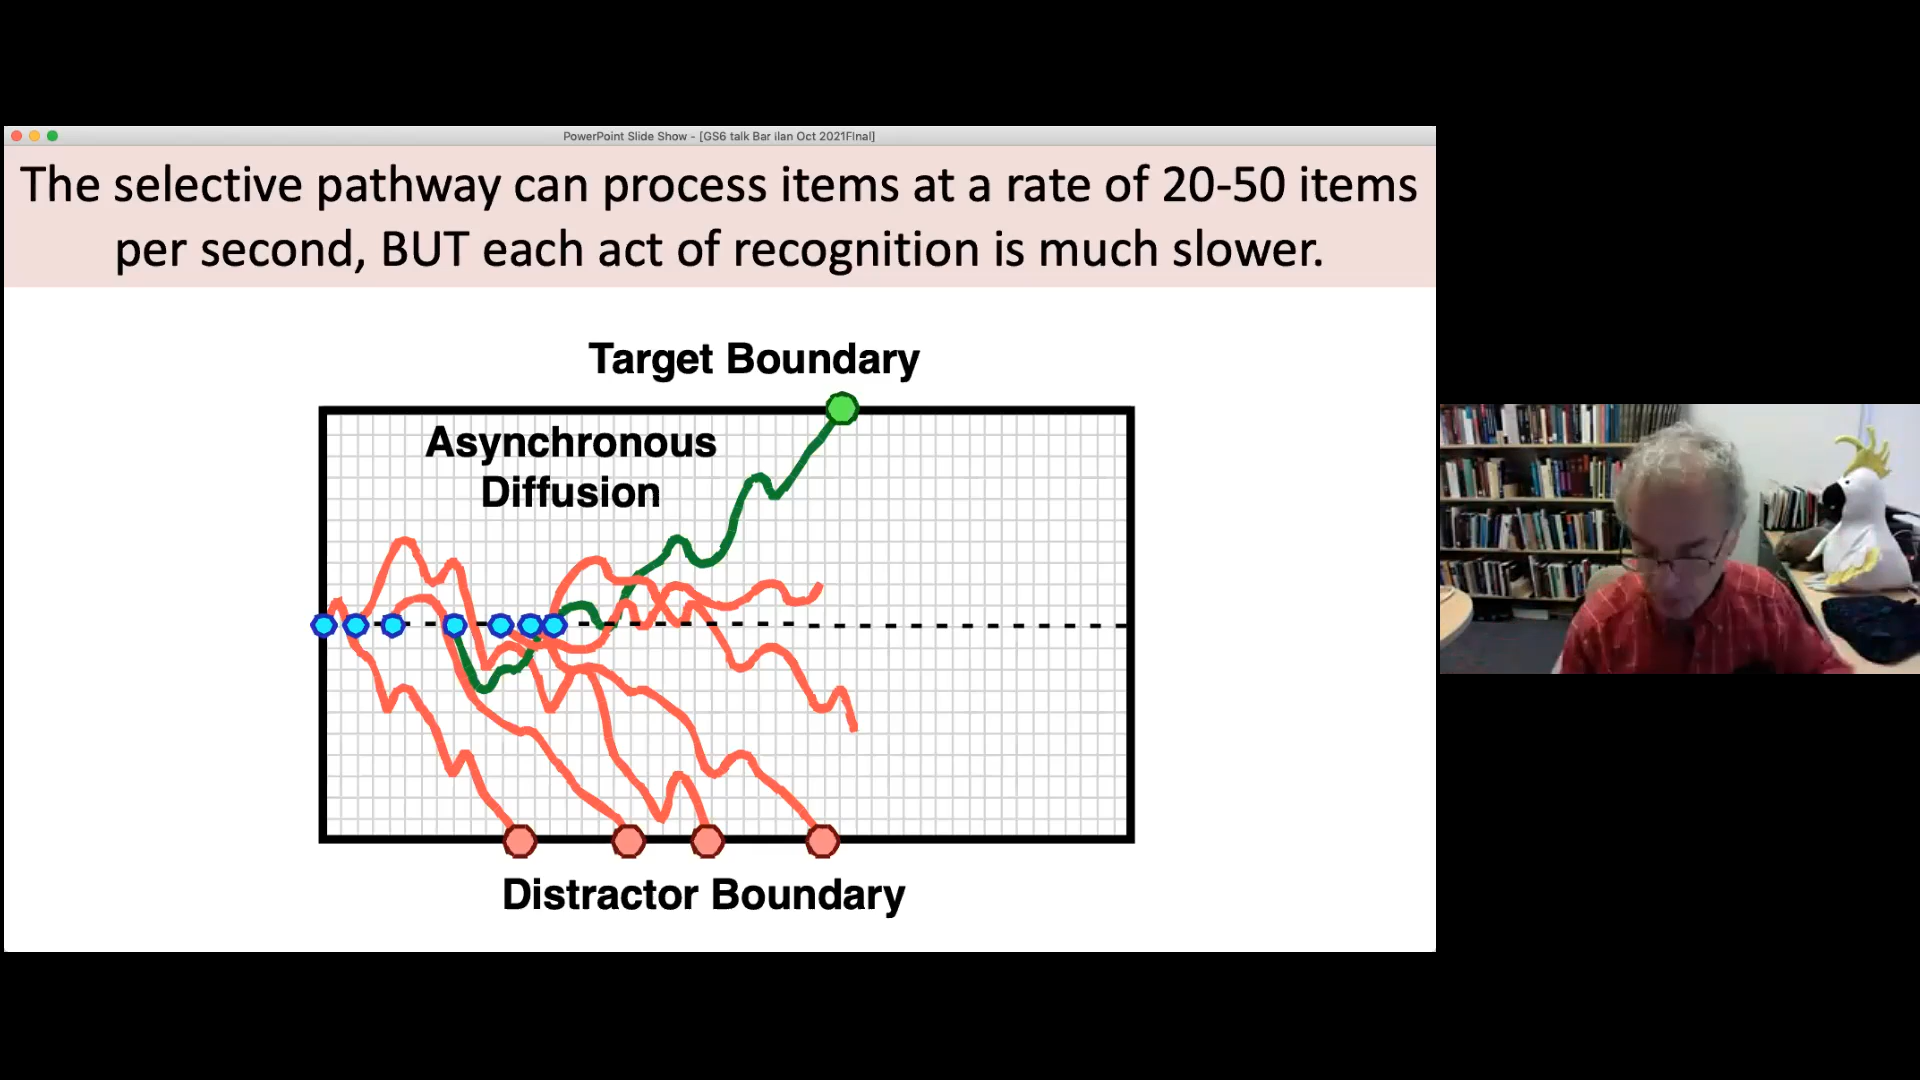 PowerPoint Slide Show - [GS6 talk Bar ilan Oct 2021FInal]
The selective pathway can process items at a rate of 20-50 items
per second, BUT each act of recognition is much slower.
Target Boundary
Asynchronous
Diffusion
Distractor Boundary